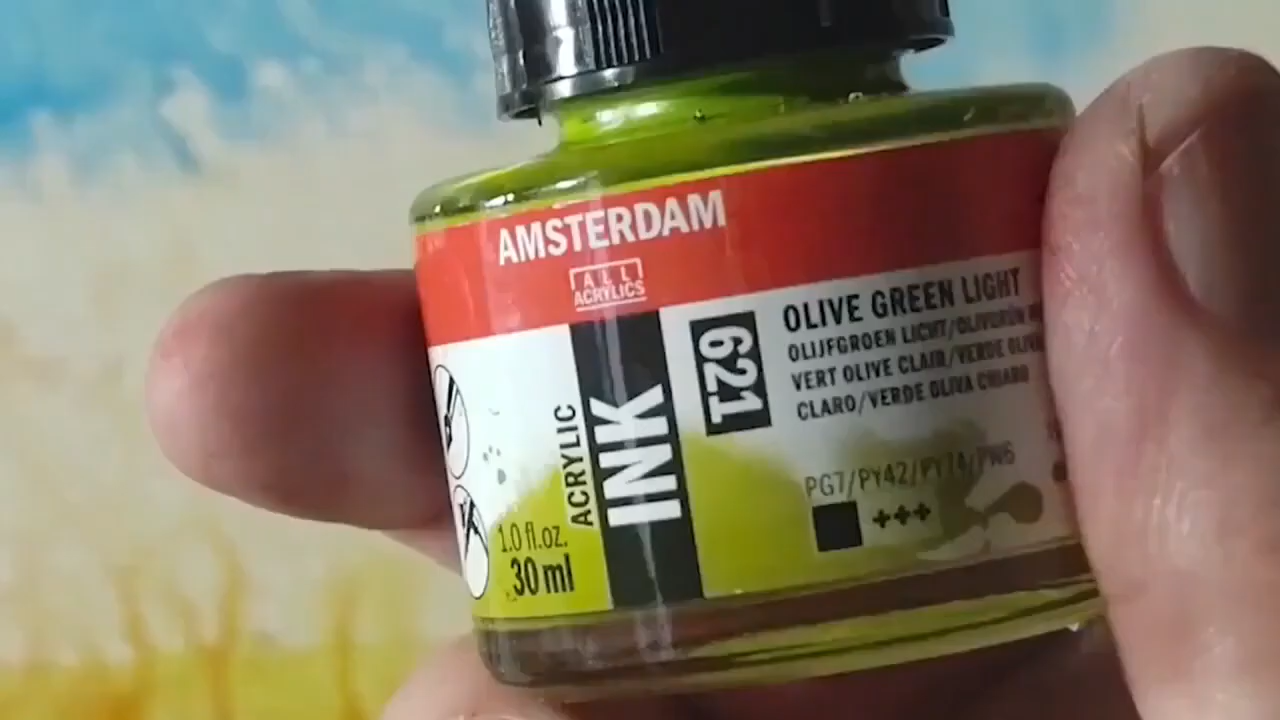 AMSTERDAM
ALL
ACRYLICS
ACRYLIC
INK
621
OLIVE GREEN LIGHT
OLIJFGROEN LICHT/OLIVGRÜN
VERT OLIVE CLAIR/VERDE OLIVA
CLARO/VERDE OLIVA CHIARO
PG7/PY42/PY74/PW6
+++
1.0 fl.oz.
30 ml